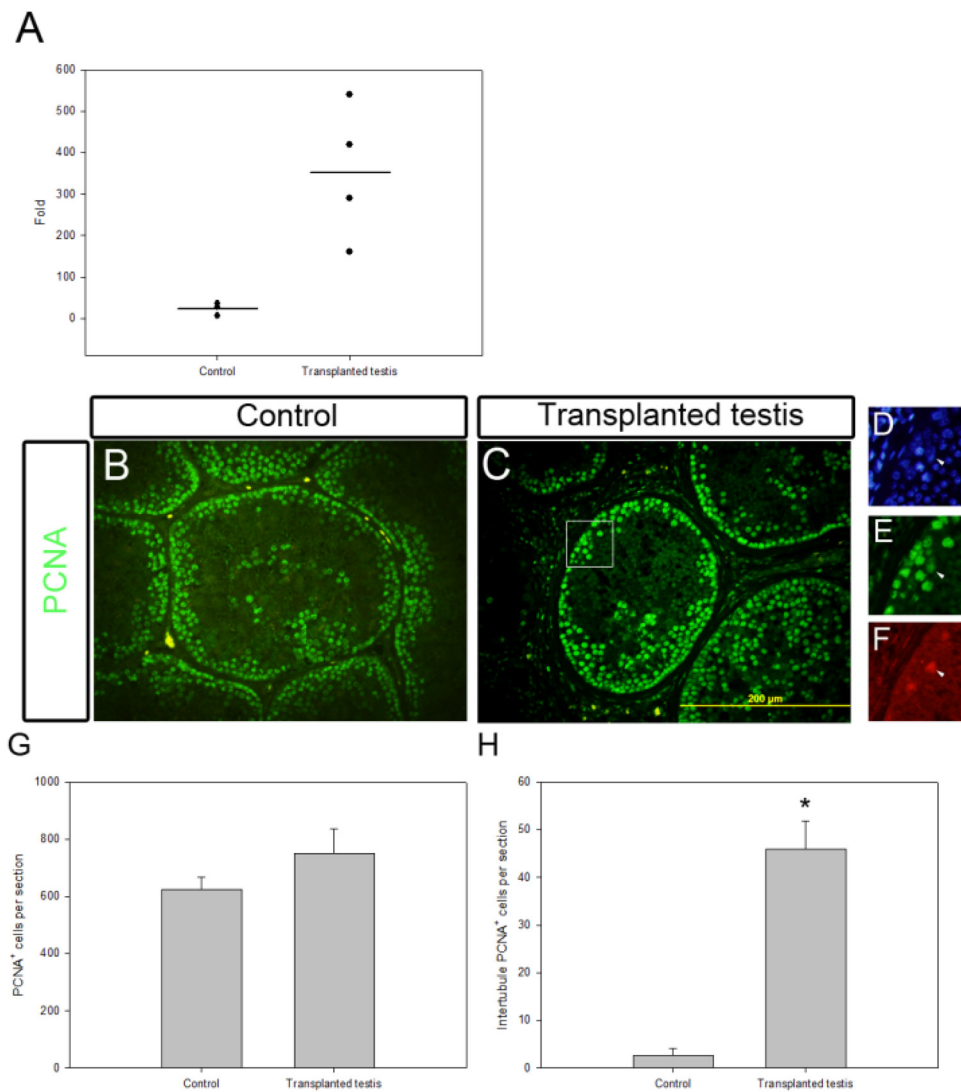 A
600
500
400
300
200
100
0
Fold
Control
Transplanted testis
Control
Transplanted testis
PCNA
B
C
200 µm
D
E
F
G
1000
800
600
400
200
0
PCNA⁺ cells per section
Control
Transplanted testis
H
60
50
40
30
20
10
0
Intertubule PCNA⁺ cells per section
*
Control
Transplanted testis